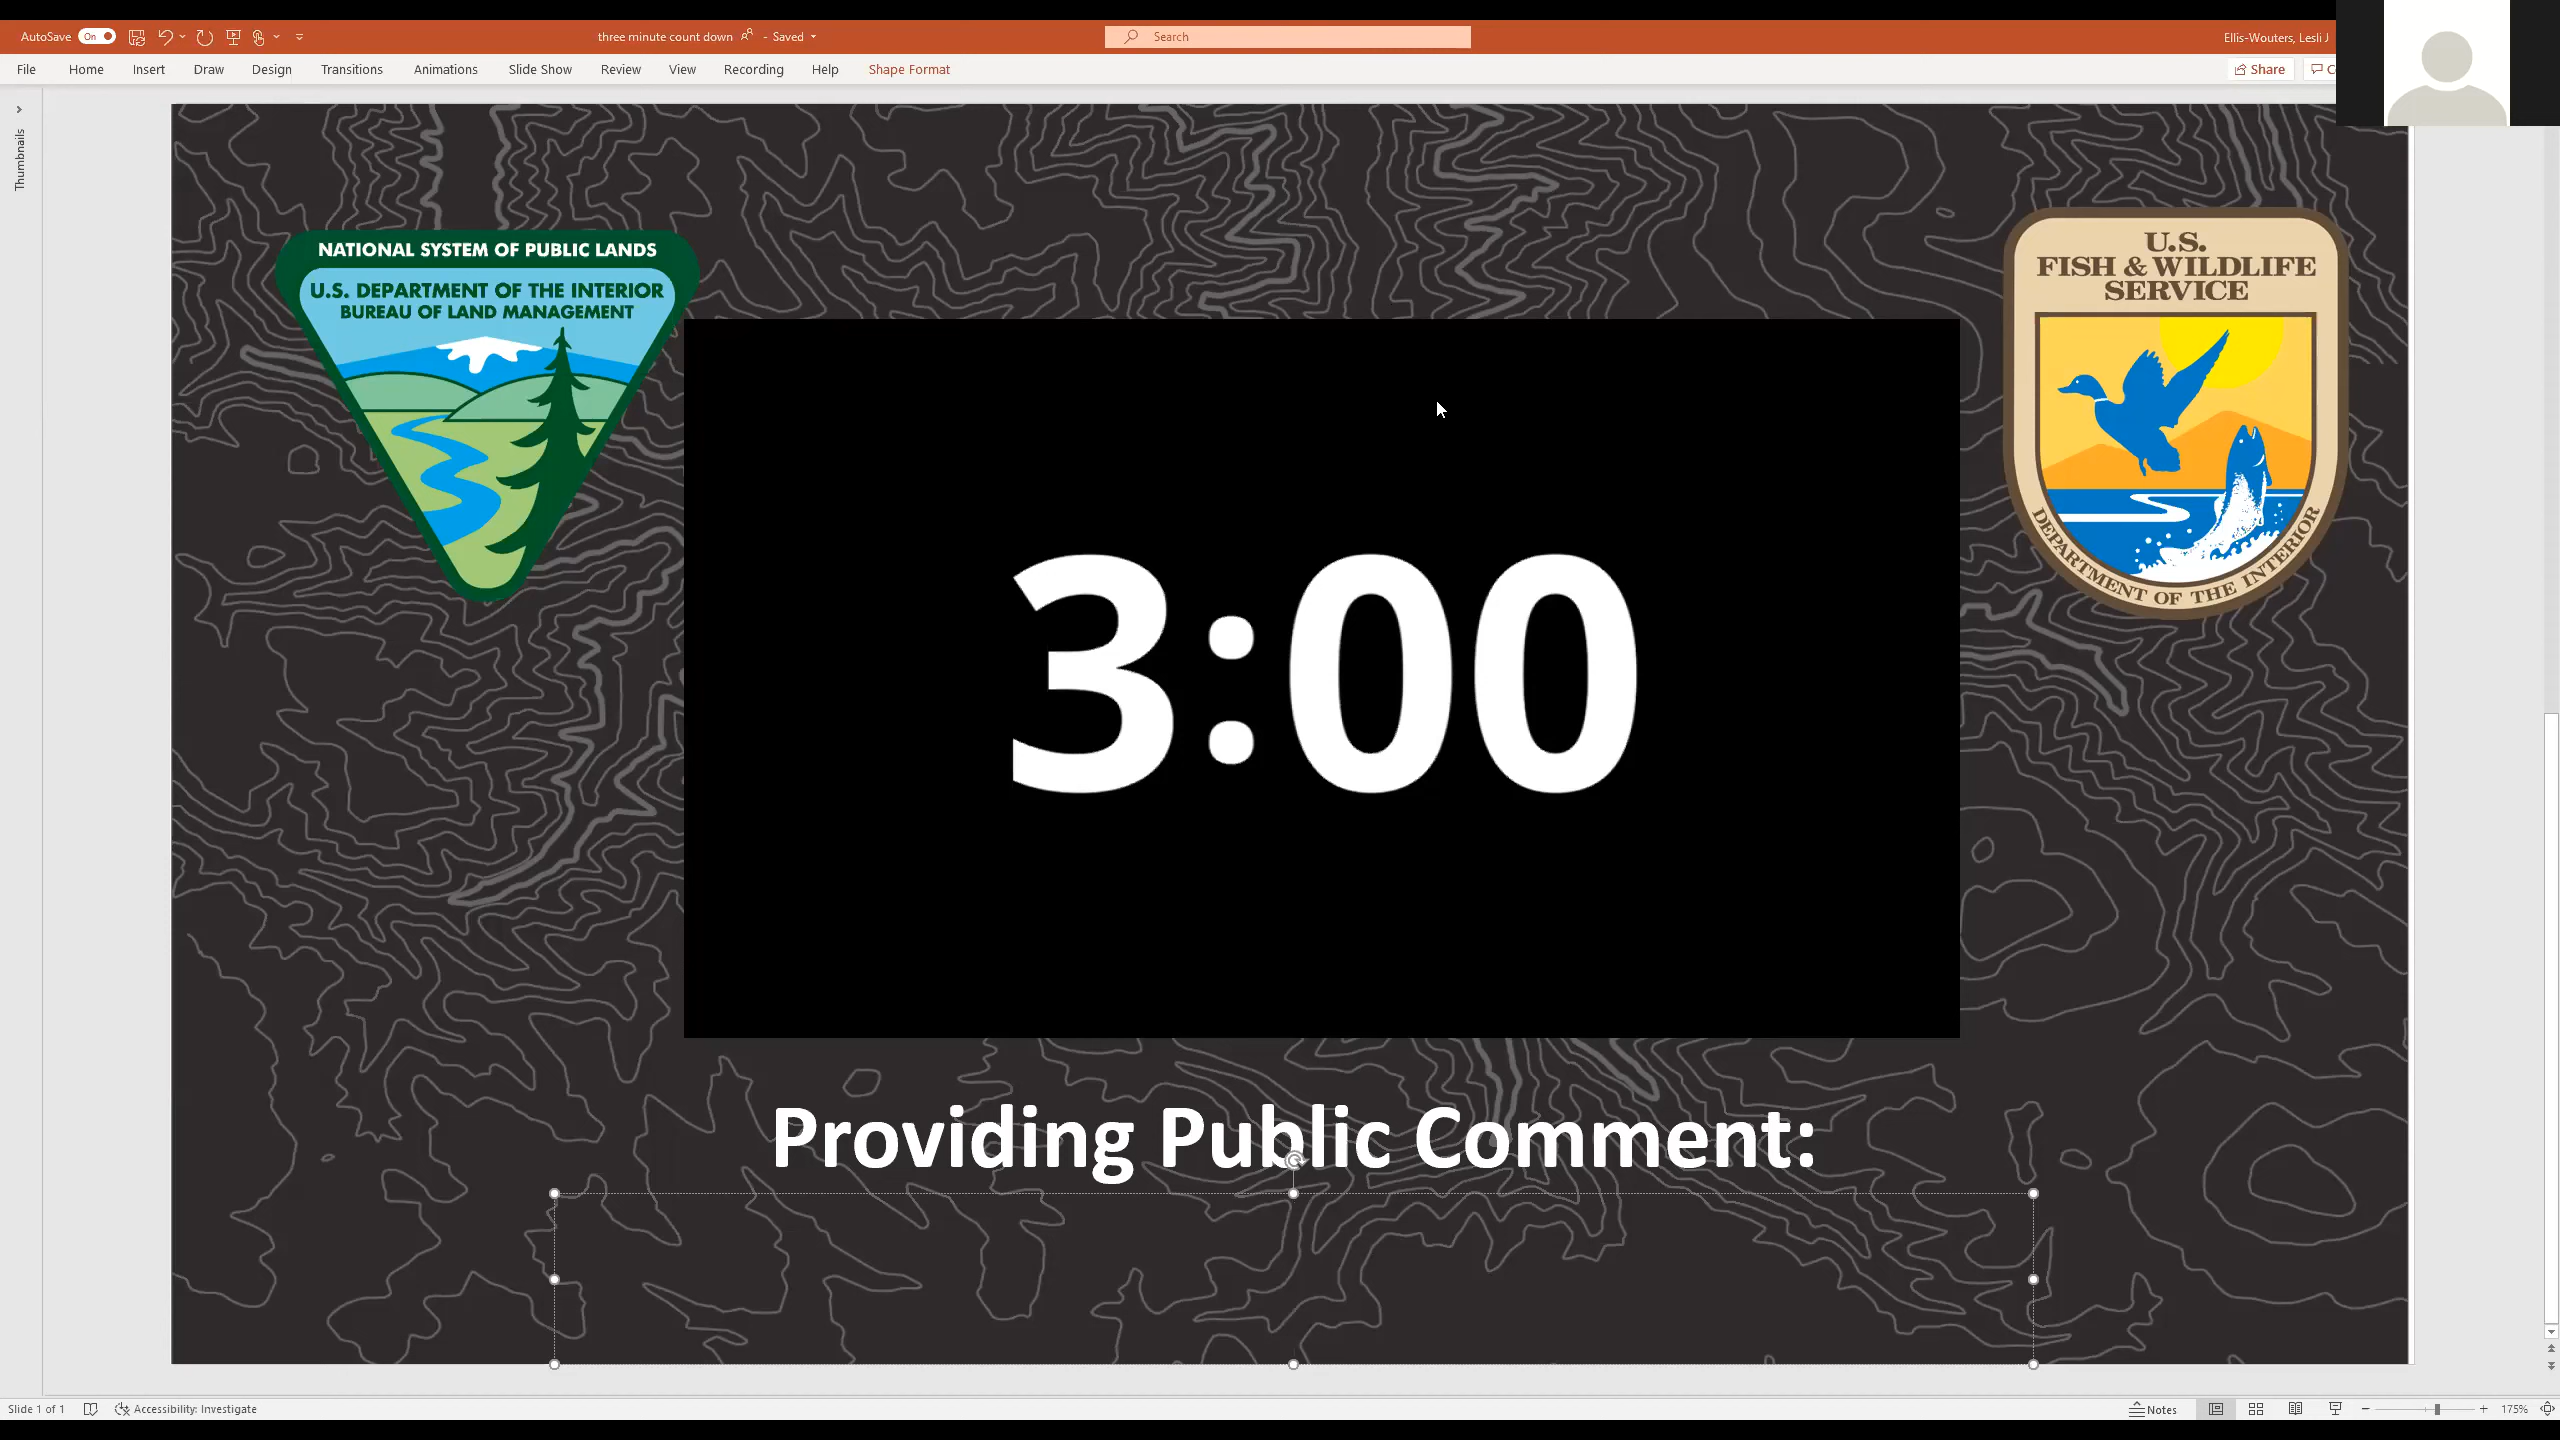 AutoSave On three minute count down - Saved Search Ellis-Wouters, Lesli J
File Home Insert Draw Design Transitions Animations Slide Show Review View Recording Help Shape Format Share
Thumbnails
NATIONAL SYSTEM OF PUBLIC LANDS
U.S. DEPARTMENT OF THE INTERIOR
BUREAU OF LAND MANAGEMENT
U.S.
FISH & WILDLIFE
SERVICE
DEPARTMENT OF THE INTERIOR
3:00
Providing Public Comment:
Slide 1 of 1 Accessibility: Investigate Notes 175%